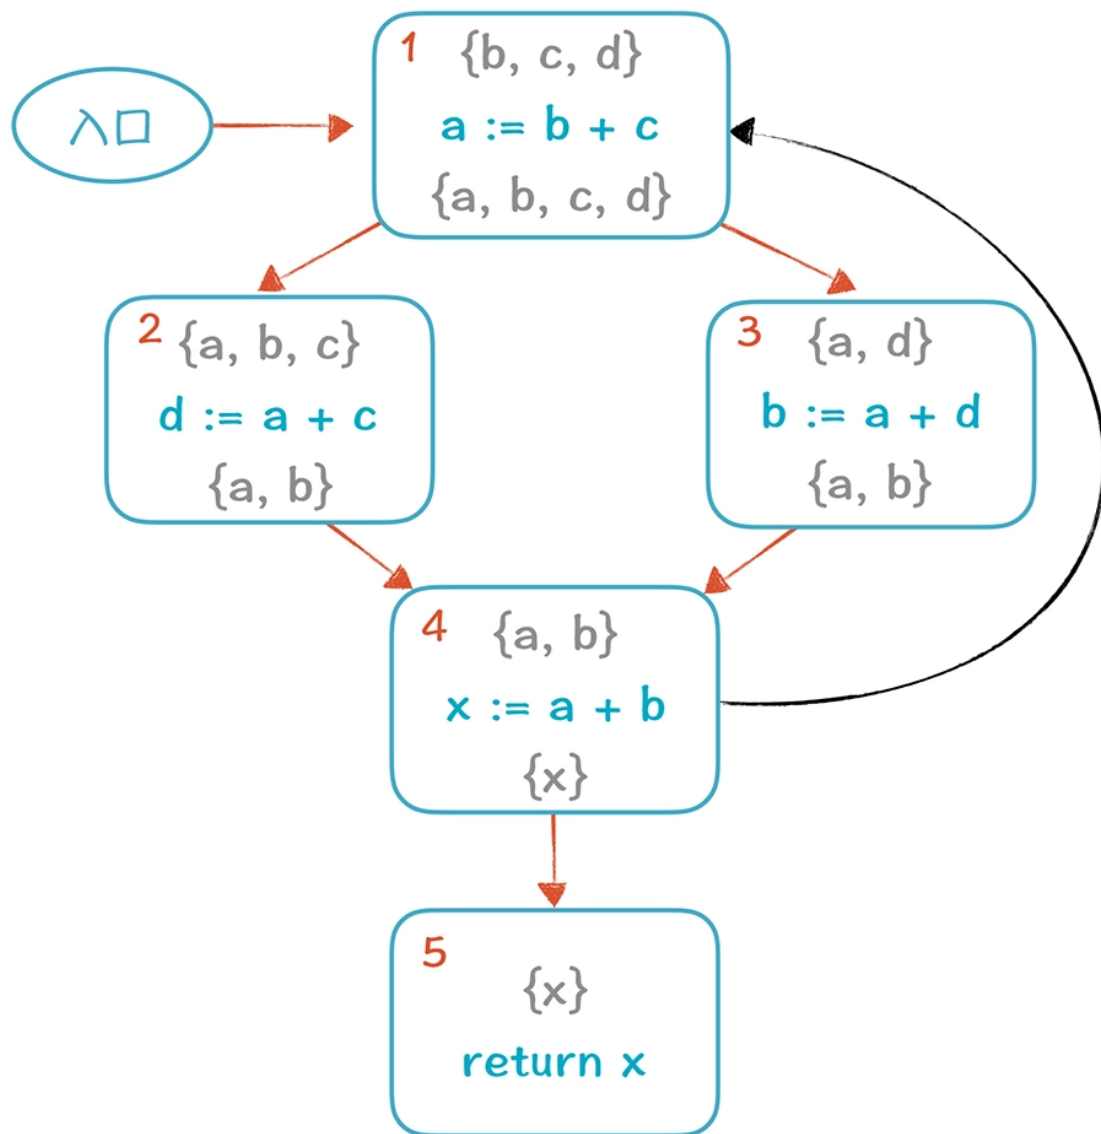 入口
1
{b, c, d}
a := b + c
{a, b, c, d}
2
{a, b, c}
d := a + c
{a, b}
3
{a, d}
b := a + d
{a, b}
4
{a, b}
x := a + b
{x}
5
{x}
return x